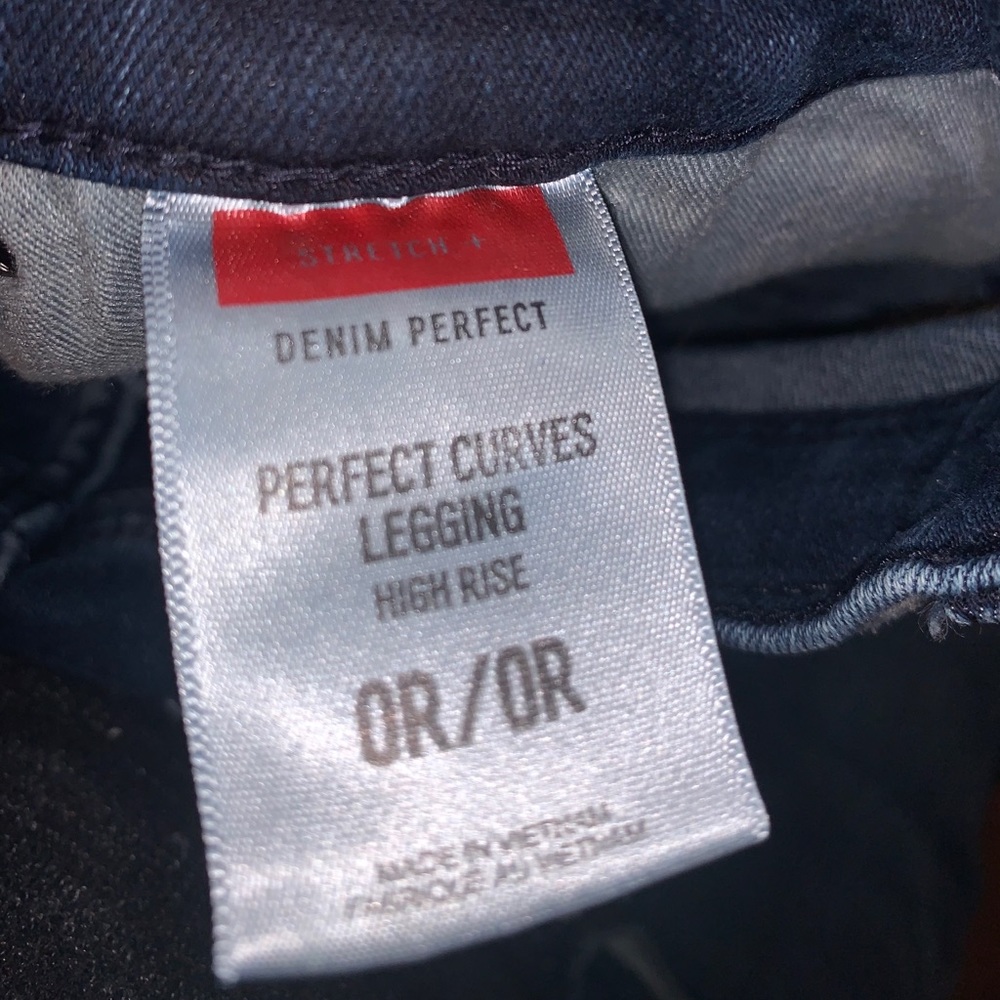 STRETCH +
DENIM PERFECT
PERFECT CURVES
LEGGING
HIGH RISE
0R/0R
MADE IN VIETNAM
FABRIQUÉ AU VIETNAM